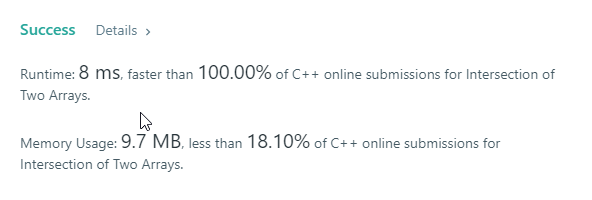 Success Details >
Runtime: 8 ms, faster than 100.00% of C++ online submissions for Intersection of
Two Arrays.
Memory Usage: 9.7 MB, less than 18.10% of C++ online submissions for
Intersection of Two Arrays.